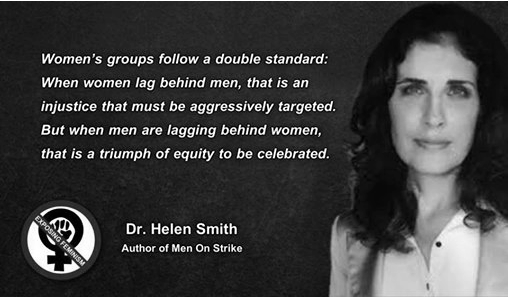 Women's groups follow a double standard:
When women lag behind men, that is an
injustice that must be aggressively targeted.
But when men are lagging behind women,
that is a triumph of equity to be celebrated.
EXPOSING FEMINISM
Dr. Helen Smith
Author of Men On Strike